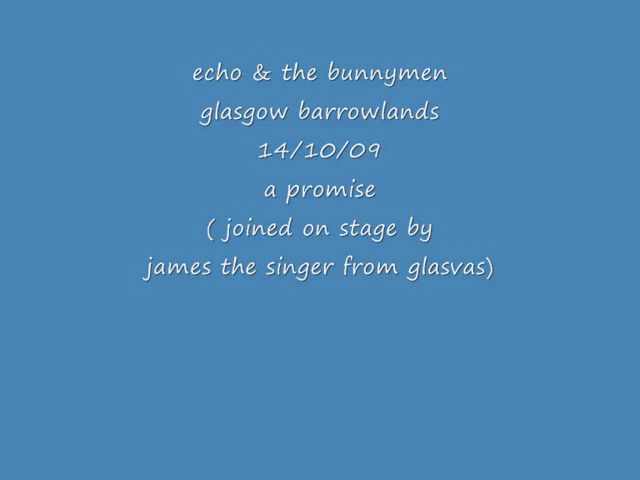 echo & the bunnymen
glasgow barrowlands
14/10/09
a promise
( joined on stage by
james the singer from glasvas)